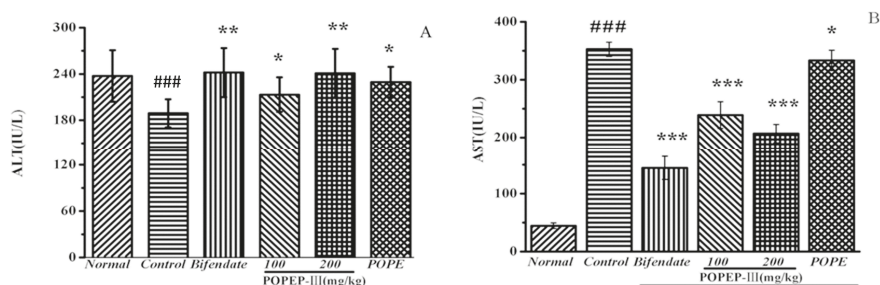 A
ALT(IU/L)
300
240
180
120
60
0
###
**
*
**
*
Normal
Control
Bifendate
100
200
POPE
POPEP-III(mg/kg)
B
AST(IU/L)
400
300
200
100
0
###
***
***
***
*
Normal
Control
Bifendate
100
200
POPE
POPEP-III(mg/kg)